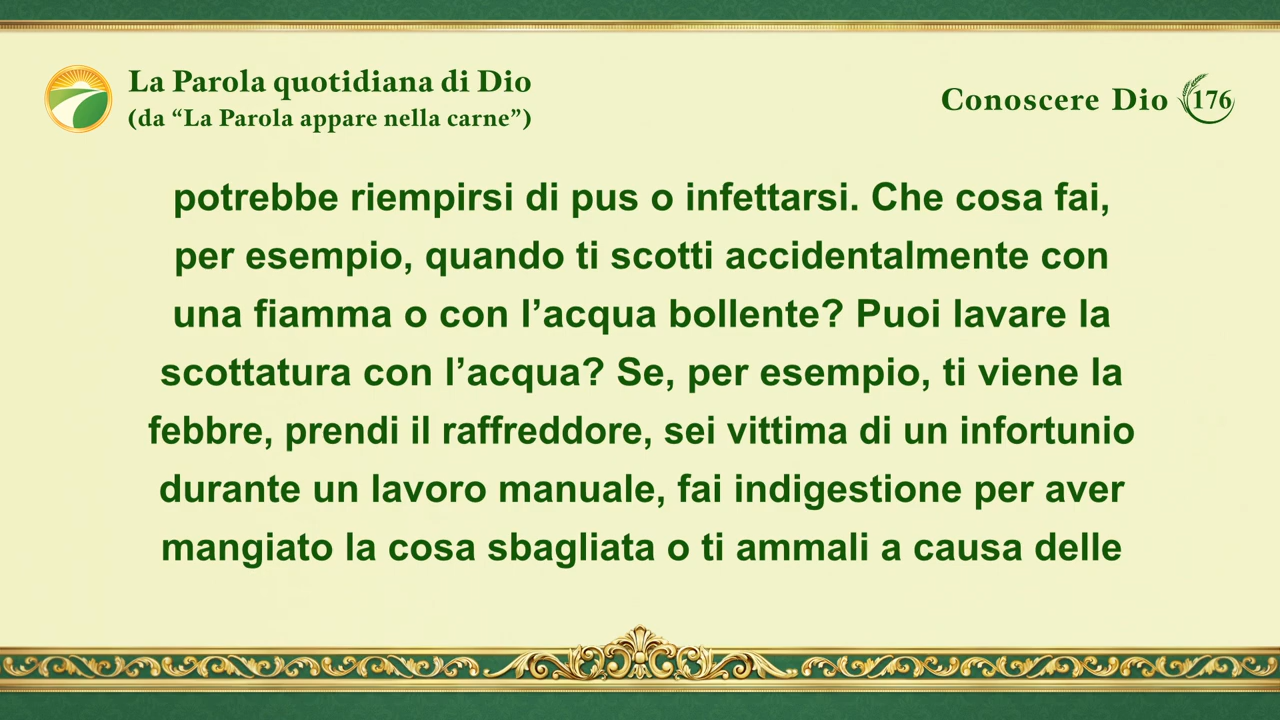 La Parola quotidiana di Dio
(da “La Parola appare nella carne”)
Conoscere Dio 176
potrebbe riempirsi di pus o infettarsi. Che cosa fai,
per esempio, quando ti scotti accidentalmente con
una fiamma o con l’acqua bollente? Puoi lavare la
scottatura con l’acqua? Se, per esempio, ti viene la
febbre, prendi il raffreddore, sei vittima di un infortunio
durante un lavoro manuale, fai indigestione per aver
mangiato la cosa sbagliata o ti ammali a causa delle